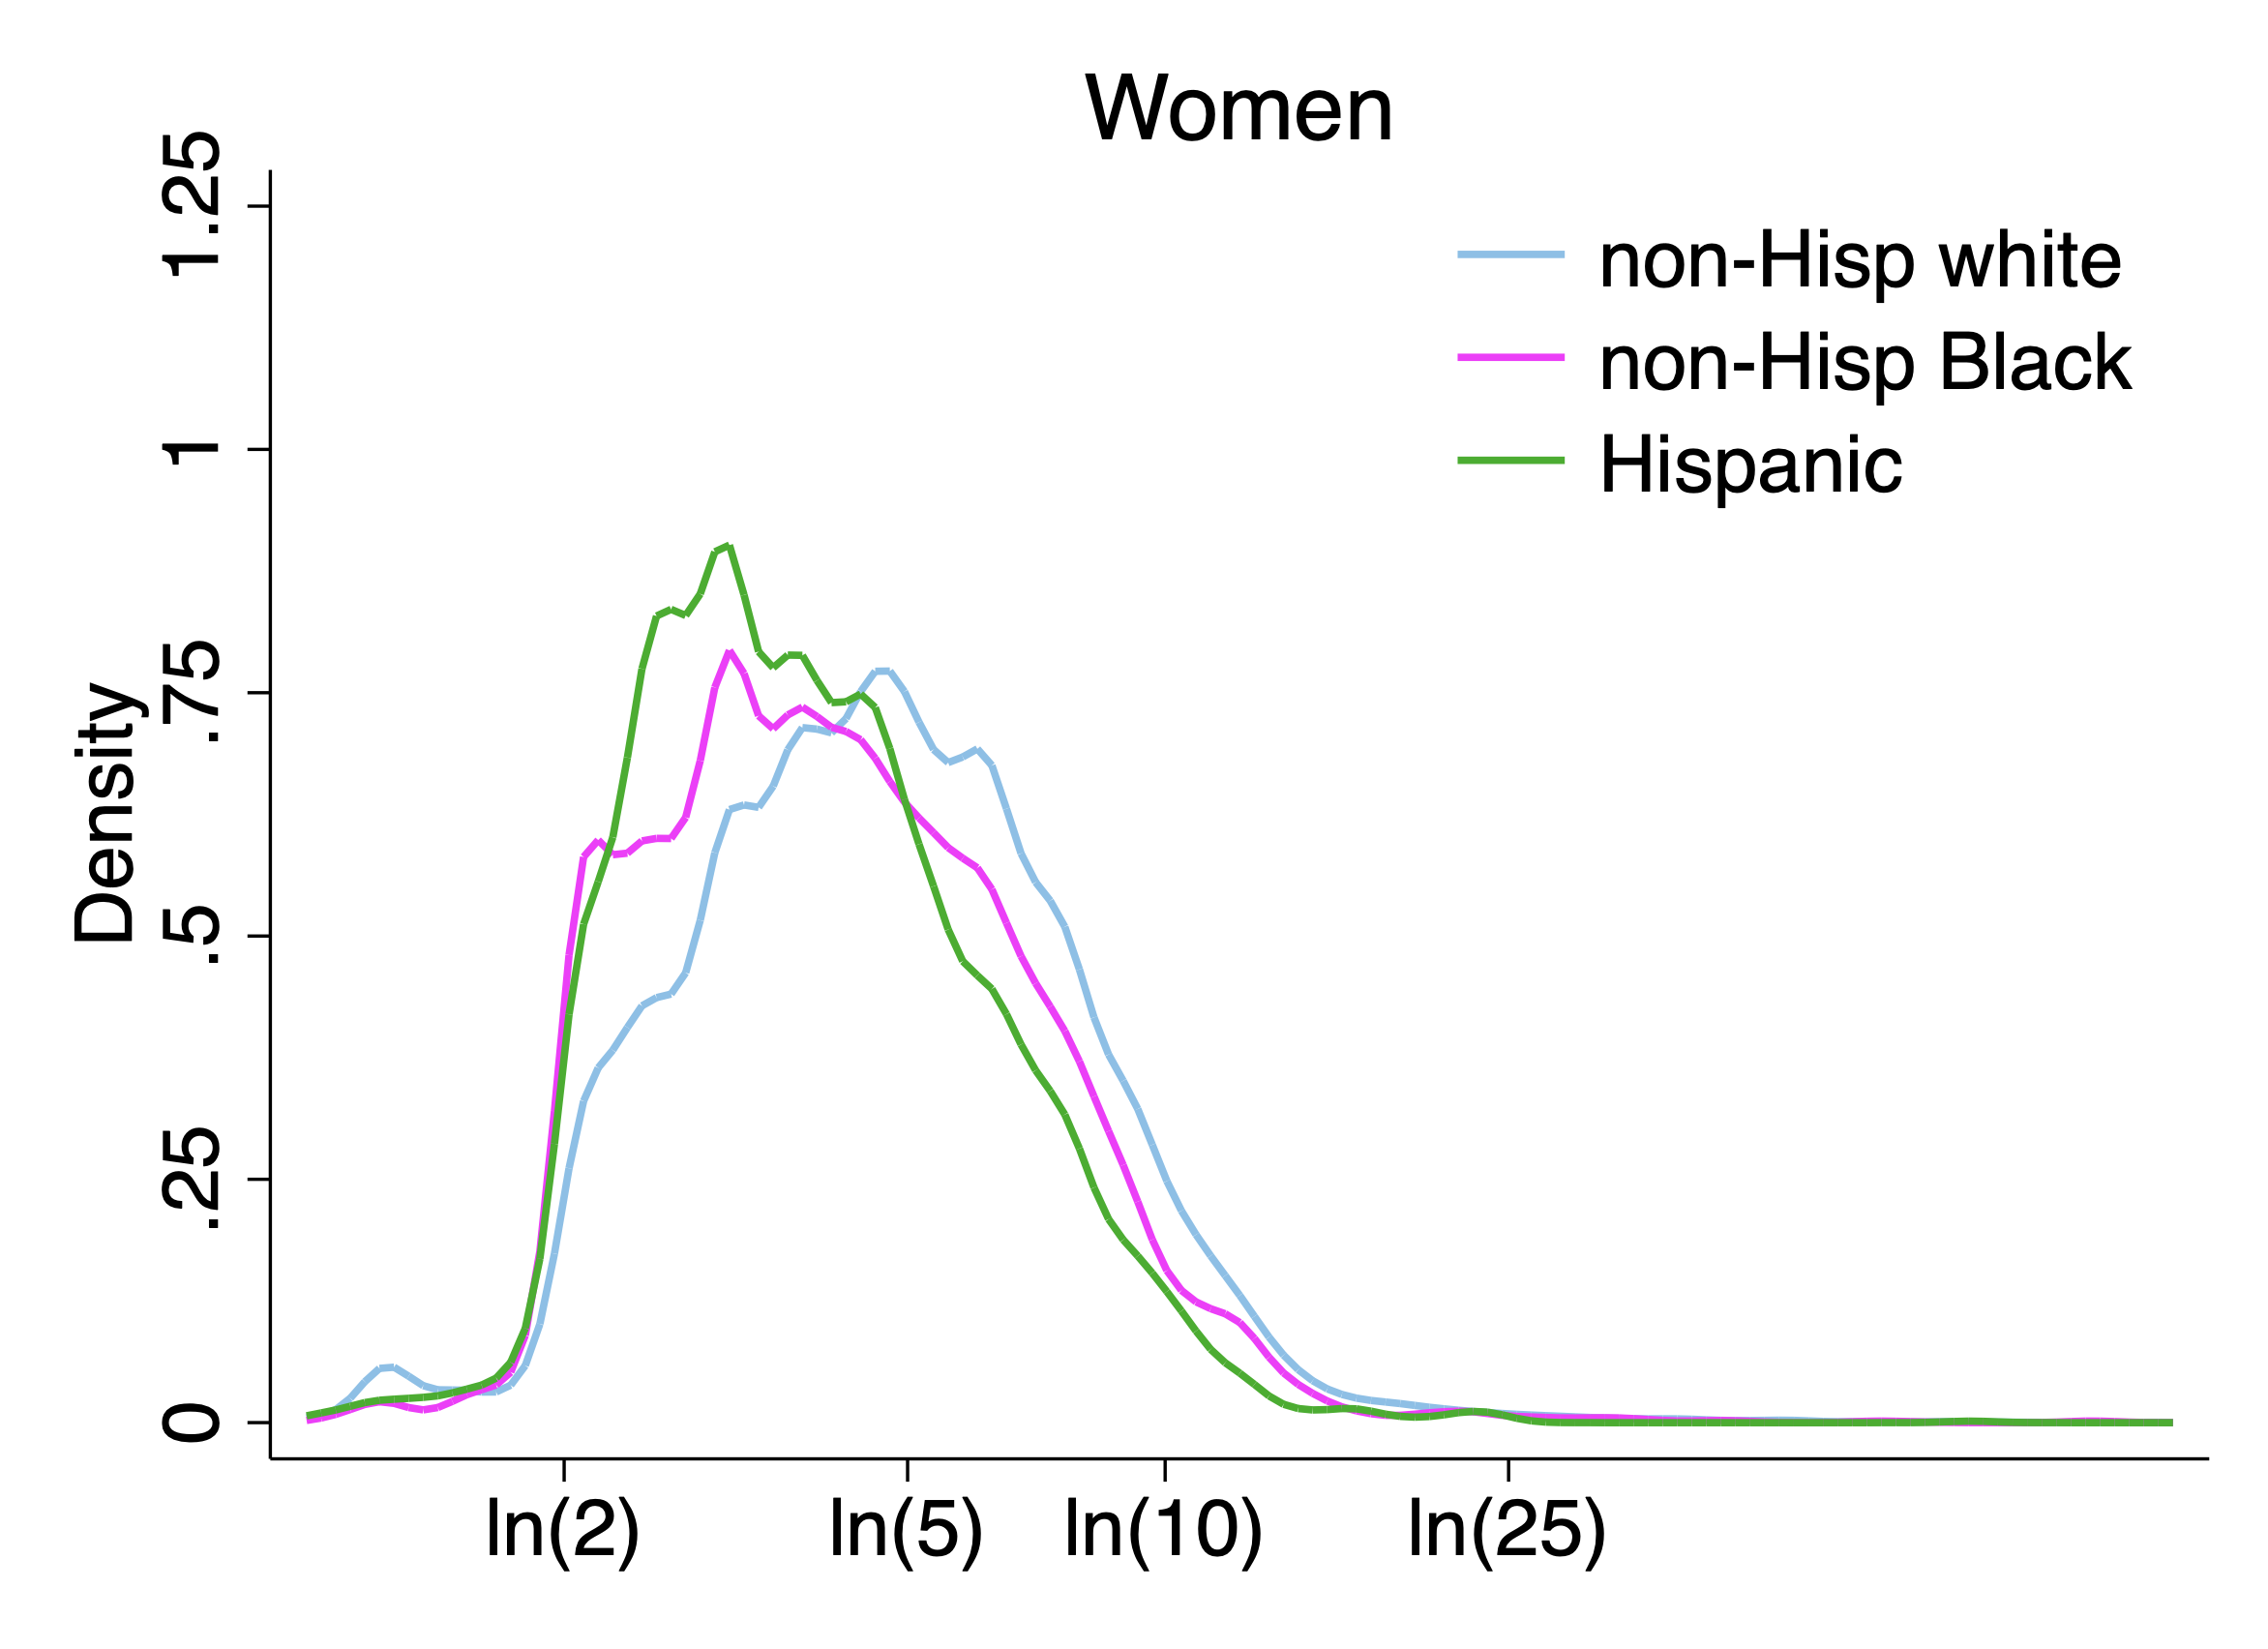 Women
non-Hisp white
non-Hisp Black
Hispanic
Density
1.25
1
.75
.5
.25
0
ln(2) ln(5) ln(10) ln(25)